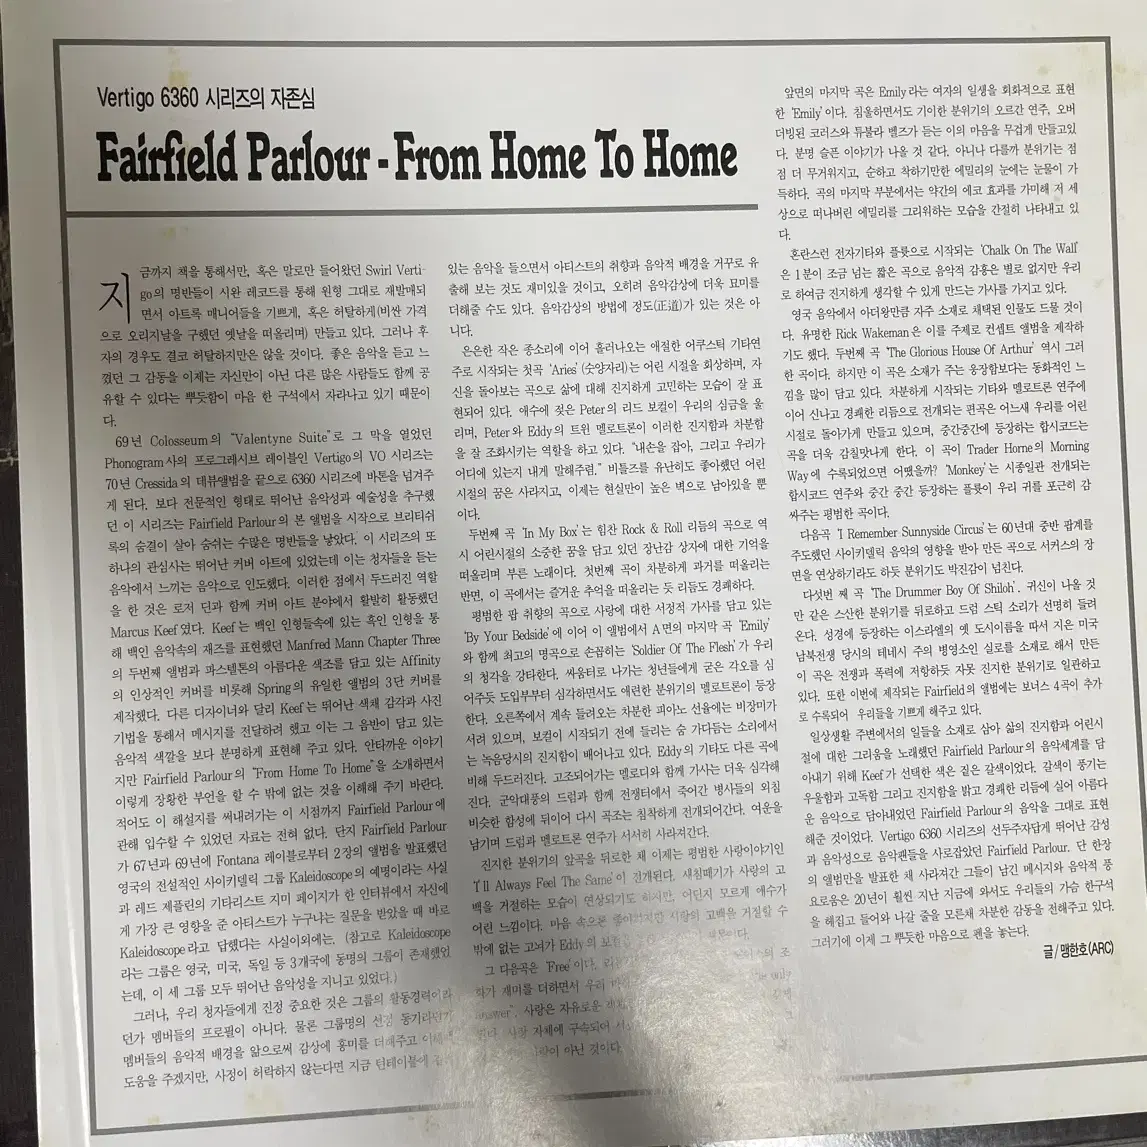 Vertigo 6360 시리즈의 자존심
Fairfield Parlour - From Home To Home
지금까지 책을 통해서만, 혹은 말로만 들어왔던 Swirl Verti-
go의 명반들이 시완 레코드를 통해 원형 그대로 재발매되
면서 아트록 매니어들을 기쁘게, 혹은 허탈하게(비싼 가격
으로 오리지날을 구했던 옛날을 떠올리며) 만들고 있다. 그러나 후
자의 경우도 결코 허탈하지만은 않을 것이다. 좋은 음악을 듣고 느
꼈던 그 감동을 이제는 자신만이 아닌 다른 많은 사람들도 함께 공
유할 수 있다는 뿌듯함이 마음 한 구석에서 자라나고 있기 때문이
다.
69년 Colosseum의 “Valentyne Suite”로 그 막을 열었던
Phonogram사의 프로그레시브 레이블인 Vertigo의 VO 시리즈는
70년 Cressida의 데뷰앨범을 끝으로 6360 시리즈에 바톤을 넘겨주
게 된다. 보다 전문적인 형태로 뛰어난 음악성과 예술성을 추구했
던 이 시리즈는 Fairfield Parlour의 본 앨범을 시작으로 브리티쉬
록의 숨결이 살아 숨쉬는 수많은 명반들을 낳았다. 이 시리즈의 또
하나의 관심사는 뛰어난 커버 아트에 있었는데 이는 청자들을 듣는
음악에서 느끼는 음악으로 인도했다. 이러한 점에서 두드러진 역할
을 한 것은 로저 딘과 함께 커버 아트 분야에서 활발히 활동했던
Marcus Keef였다. Keef는 백인 인형들속에 있는 흑인 인형을 통
해 백인 음악속의 재즈를 표현했던 Manfred Mann Chapter Three
의 두번째 앨범과 파스텔톤의 아름다운 색조를 담고 있는 Affinity
의 인상적인 커버를 비롯해 Spring의 유일한 앨범의 3단 커버를
제작했다. 다른 디자이너와 달리 Keef는 뛰어난 색채 감각과 사진
기법을 통해서 메시지를 전달하려 했고 이는 그 음반이 담고 있는
음악적 색깔을 보다 분명하게 표현해 주고 있다. 안타까운 이야기
지만 Fairfield Parlour의 “From Home To Home”을 소개하면서
이렇게 장황한 부언을 할 수 밖에 없는 것을 이해해 주기 바란다.
적어도 이 해설지를 써내려가는 이 시점까지 Fairfield Parlour에
관해 입수할 수 있었던 자료는 전혀 없다. 단지 Fairfield Parlour
가 67년과 69년에 Fontana 레이블로부터 2장의 앨범을 발표했던
영국의 전설적인 사이키델릭 그룹 Kaleidoscope의 예명이라는 사실
과 레드 제플린의 기타리스트 지미 페이지가 한 인터뷰에서 자신에
게 가장 큰 영향을 준 아티스트가 누구냐는 질문을 받았을 때 바로
Kaleidoscope라고 답했다는 사실이외에는. (참고로 Kaleidoscope
라는 그룹은 영국, 미국, 독일 등 3개국에 동명의 그룹이 존재했었
는데, 이 세 그룹 모두 뛰어난 음악성을 지니고 있었다.)
그러나, 우리 청자들에게 진정 중요한 것은 그룹의 활동경력이라
던가 멤버들의 프로필이 아니다. 물론 그룹명의 선정 동기라던가
멤버들의 음악적 배경을 앎으로써 감상에 흥미를 더해주고 이해에
도움을 주겠지만, 사정이 허락하지 않는다면 지금 턴테이블에 걸려
있는 음악을 들으면서 아티스트의 취향과 음악적 배경을 거꾸로 유
출해 보는 것도 재미있을 것이고, 오히려 음악감상에 더욱 묘미를
더해줄 수도 있다. 음악감상의 방법에 정도(正道)가 있는 것은 아
니다.
은은한 작은 종소리에 이어 흘러나오는 애절한 어쿠스틱 기타연
주로 시작되는 첫곡 ‘Aries’(숫양자리)는 어린 시절을 회상하며, 자
신을 돌아보는 곡으로 삶에 대해 진지하게 고민하는 모습이 잘 표
현되어 있다. 애수에 젖은 Peter의 리드 보컬이 우리의 심금을 울
리며, Peter와 Eddy의 트윈 멜로트론이 이러한 진지함과 차분함
을 잘 조화시키는 역할을 하고 있다. “내손을 잡아, 그리고 우리가
어디에 있는지 내게 말해주렴.” 비틀즈를 유난히도 좋아했던 어린
시절의 꿈은 사라지고, 이제는 현실만이 높은 벽으로 남아있을 뿐
이다.
두번째 곡 ‘In My Box’는 힘찬 Rock & Roll 리듬의 곡으로 역
시 어린시절의 소중한 꿈을 담고 있던 장난감 상자에 대한 기억을
떠올리며 부른 노래이다. 첫번째 곡이 차분하게 과거를 떠올리는
반면, 이 곡에서는 즐거운 추억을 떠올리는 듯 리듬도 경쾌하다.
평범한 팝 취향의 곡으로 사랑에 대한 서정적 가사를 담고 있는
‘By Your Bedside’에 이어 이 앨범에서 A면의 마지막 곡 ‘Emily’
와 함께 최고의 명곡으로 손꼽히는 ‘Soldier Of The Flesh’가 우리
의 청각을 강타한다. 싸움터로 나가는 청년들에게 굳은 각오를 심
어주듯 도입부부터 심각하면서도 애련한 분위기의 멜로트론이 등장
한다. 오른쪽에서 계속 들려오는 차분한 피아노 선율에는 비장미가
서려 있으며, 보컬이 시작되기 전에 들리는 숨 가다듬는 소리에서
는 녹음당시의 진지함이 배어나고 있다. Eddy의 기타도 다른 곡에
비해 두드러진다. 고조되어가는 멜로디와 함께 가사는 더욱 심각해
진다. 군악대풍의 드럼과 함께 전쟁터에서 죽어간 병사들의 외침
비슷한 함성에 뒤이어 다시 곡조는 침착하게 전개되어간다. 여운을
남기며 드럼과 멜로트론 연주가 서서히 사라져간다.
진지한 분위기의 앞곡을 뒤로한 채 이제는 평범한 사랑이야기인
‘I'll Always Feel The Same’이 전개된다. 새침떼기가 사랑의 고
백을 거절하는 모습이 연상되기도 하지만, 어딘지 모르게 애수가
어린 느낌이다. 마음 속으론 좋아하지만 사랑의 고백을 거절할 수
밖에 없는 고뇌가 Eddy의 보컬을
그 다음곡은 ‘Free’이다.
화가 재미를 더하면서 우리 only
answer’, 사랑은 자유로운
자체에 구속되어
아닌 것이다.
앞면의 마지막 곡은 Emily라는 여자의 일생을 회화적으로 표현
한 ‘Emily’이다. 침울하면서도 기이한 분위기의 오르간 연주, 오버
더빙된 코러스와 튜불라 벨즈가 듣는 이의 마음을 무겁게 만들고있
다. 분명 슬픈 이야기가 나올 것 같다. 아니나 다를까 분위기는 점
점 더 무거워지고, 순하고 착하기만한 에밀리의 눈에는 눈물이 가
득하다. 곡의 마지막 부분에서는 약간의 에코 효과를 가미해 저 세
상으로 떠나버린 에밀리를 그리워하는 모습을 간절히 나타내고 있
다.
혼란스런 전자기타와 플룻으로 시작되는 ‘Chalk On The Wall’
은 1분이 조금 넘는 짧은 곡으로 음악적 감흥은 별로 없지만 우리
로 하여금 진지하게 생각할 수 있게 만드는 가사를 가지고 있다.
영국 음악에서 아더왕만큼 자주 소재로 채택된 인물도 드물 것이
다. 유명한 Rick Wakeman은 이를 주제로 컨셉트 앨범을 제작하
기도 했다. 두번째 곡 ‘The Glorious House Of Arthur’ 역시 그러
한 곡이다. 하지만 이 곡은 소재가 주는 웅장함보다는 동화적인 느
낌을 많이 담고 있다. 차분하게 시작되는 기타와 멜로트론 연주에
이어 신나고 경쾌한 리듬으로 전개되는 편곡은 어느새 우리를 어린
시절로 돌아가게 만들고 있으며, 중간중간에 등장하는 합시코드는
곡을 더욱 감칠맛나게 한다. 이 곡이 Trader Home의 Morning
Way에 수록되었으면 어땠을까? ‘Monkey’는 시종일관 전개되는
합시코드 연주와 중간 중간 등장하는 플룻이 우리 귀를 포근히 감
싸주는 평범한 곡이다.
다음곡 ‘I Remember Sunnyside Circus’는 60년대 중반 팝계를
주도했던 사이키델릭 음악의 영향을 받아 만든 곡으로 서커스의 장
면을 연상하기라도 하듯 분위기도 박진감이 넘친다.
다섯번 째 곡 ‘The Drummer Boy Of Shiloh’. 귀신이 나올 것
만 같은 스산한 분위기를 뒤로하고 드럼 스틱 소리가 선명히 들려
온다. 성경에 등장하는 이스라엘의 옛 도시이름을 따서 지은 미국
남북전쟁 당시의 테네시 주의 병영소인 실로를 소재로 해서 만든
이 곡은 전쟁과 폭력에 저항하듯 자못 진지한 분위기로 일관하고
있다. 또한 이번에 제작되는 Fairfield의 앨범에는 보너스 4곡이 추가
로 수록되어 우리들을 기쁘게 해주고 있다.
일상생활 주변에서의 일들을 소재로 삼아 삶의 진지함과 어린시
절에 대한 그리움을 노래했던 Fairfield Parlour의 음악세계를 담
아내기 위해 Keef가 선택한 색은 짙은 갈색이었다. 갈색이 풍기는
우울함과 고독함 그리고 진지함을 밝고 경쾌한 리듬에 실어 아름다
운 음악으로 담아내었던 Fairfield Parlour의 음악을 그대로 표현
해준 것이었다. Vertigo 6360 시리즈의 선두주자답게 뛰어난 감성
과 음악성으로 음악팬들을 사로잡았던 Fairfield Parlour. 단 한장
의 앨범만을 발표한 채 사라져간 그들이 남긴 메시지와 음악적 풍
요로움은 20년이 훨씬 지난 지금에 와서도 우리들의 가슴 한구석
을 헤집고 들어와 나갈 줄을 모른채 차분한 감동을 전해주고 있다.
그러기에 이제 그 뿌듯한 마음으로 펜을 놓는다.
글/맹한호(ARC)